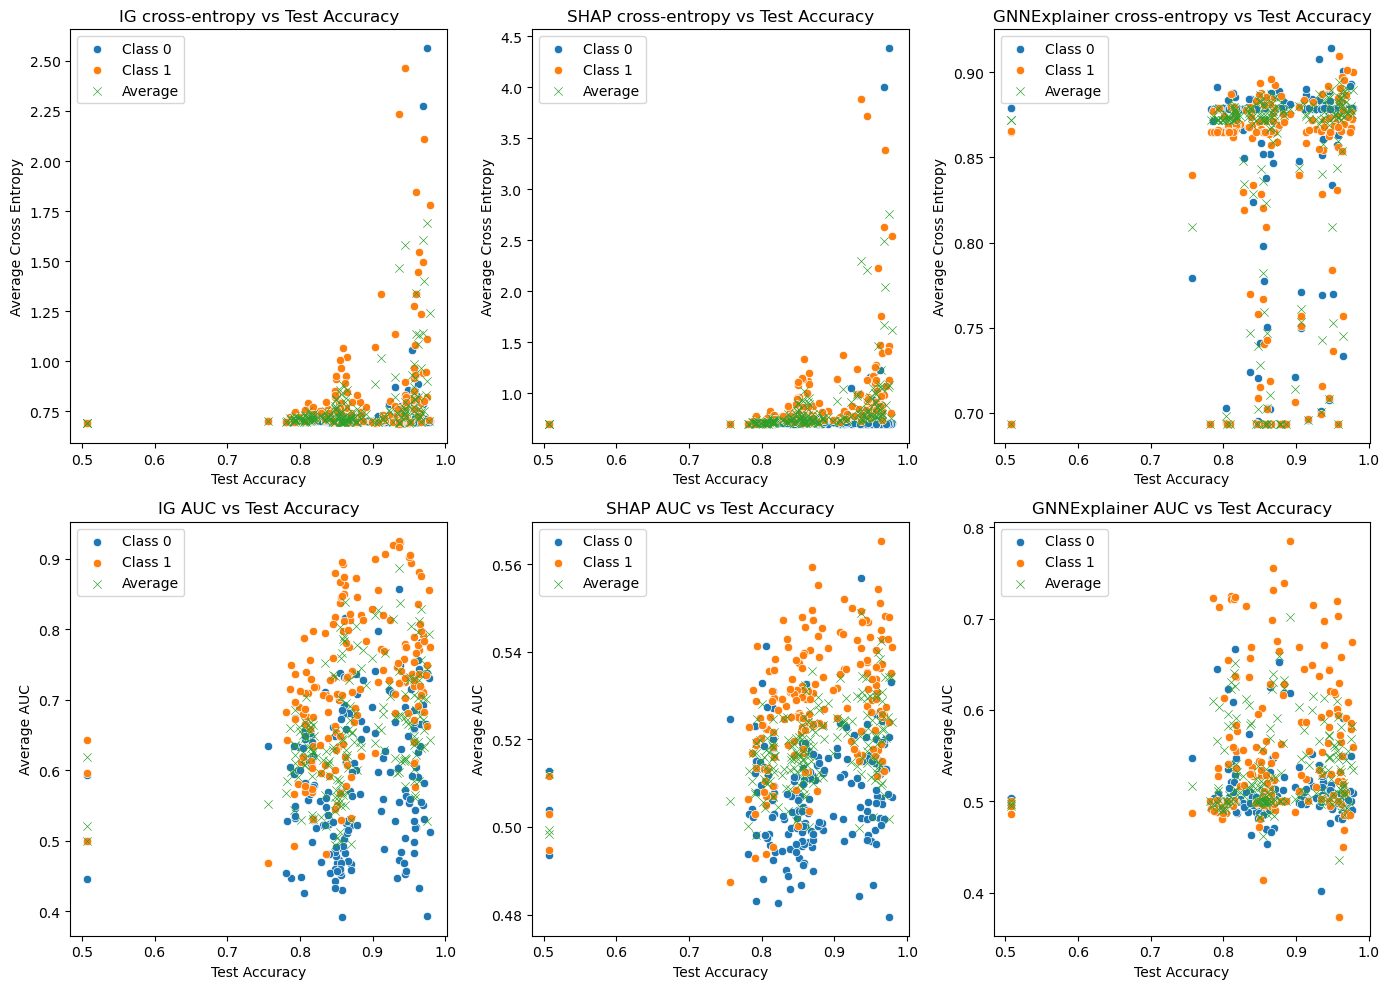 IG cross-entropy vs Test Accuracy
Class 0
Class 1
Average
2.50
2.25
2.00
1.75
1.50
1.25
1.00
0.75
Average Cross Entropy
0.5 0.6 0.7 0.8 0.9 1.0
Test Accuracy
SHAP cross-entropy vs Test Accuracy
Class 0
Class 1
Average
4.5
4.0
3.5
3.0
2.5
2.0
1.5
1.0
Average Cross Entropy
0.5 0.6 0.7 0.8 0.9 1.0
Test Accuracy
GNNExplainer cross-entropy vs Test Accuracy
Class 0
Class 1
Average
0.90
0.85
0.80
0.75
0.70
Average Cross Entropy
0.5 0.6 0.7 0.8 0.9 1.0
Test Accuracy
IG AUC vs Test Accuracy
Class 0
Class 1
Average
0.9
0.8
0.7
0.6
0.5
0.4
Average AUC
0.5 0.6 0.7 0.8 0.9 1.0
Test Accuracy
SHAP AUC vs Test Accuracy
Class 0
Class 1
Average
0.56
0.54
0.52
0.50
0.48
Average AUC
0.5 0.6 0.7 0.8 0.9 1.0
Test Accuracy
GNNExplainer AUC vs Test Accuracy
Class 0
Class 1
Average
0.8
0.7
0.6
0.5
0.4
Average AUC
0.5 0.6 0.7 0.8 0.9 1.0
Test Accuracy